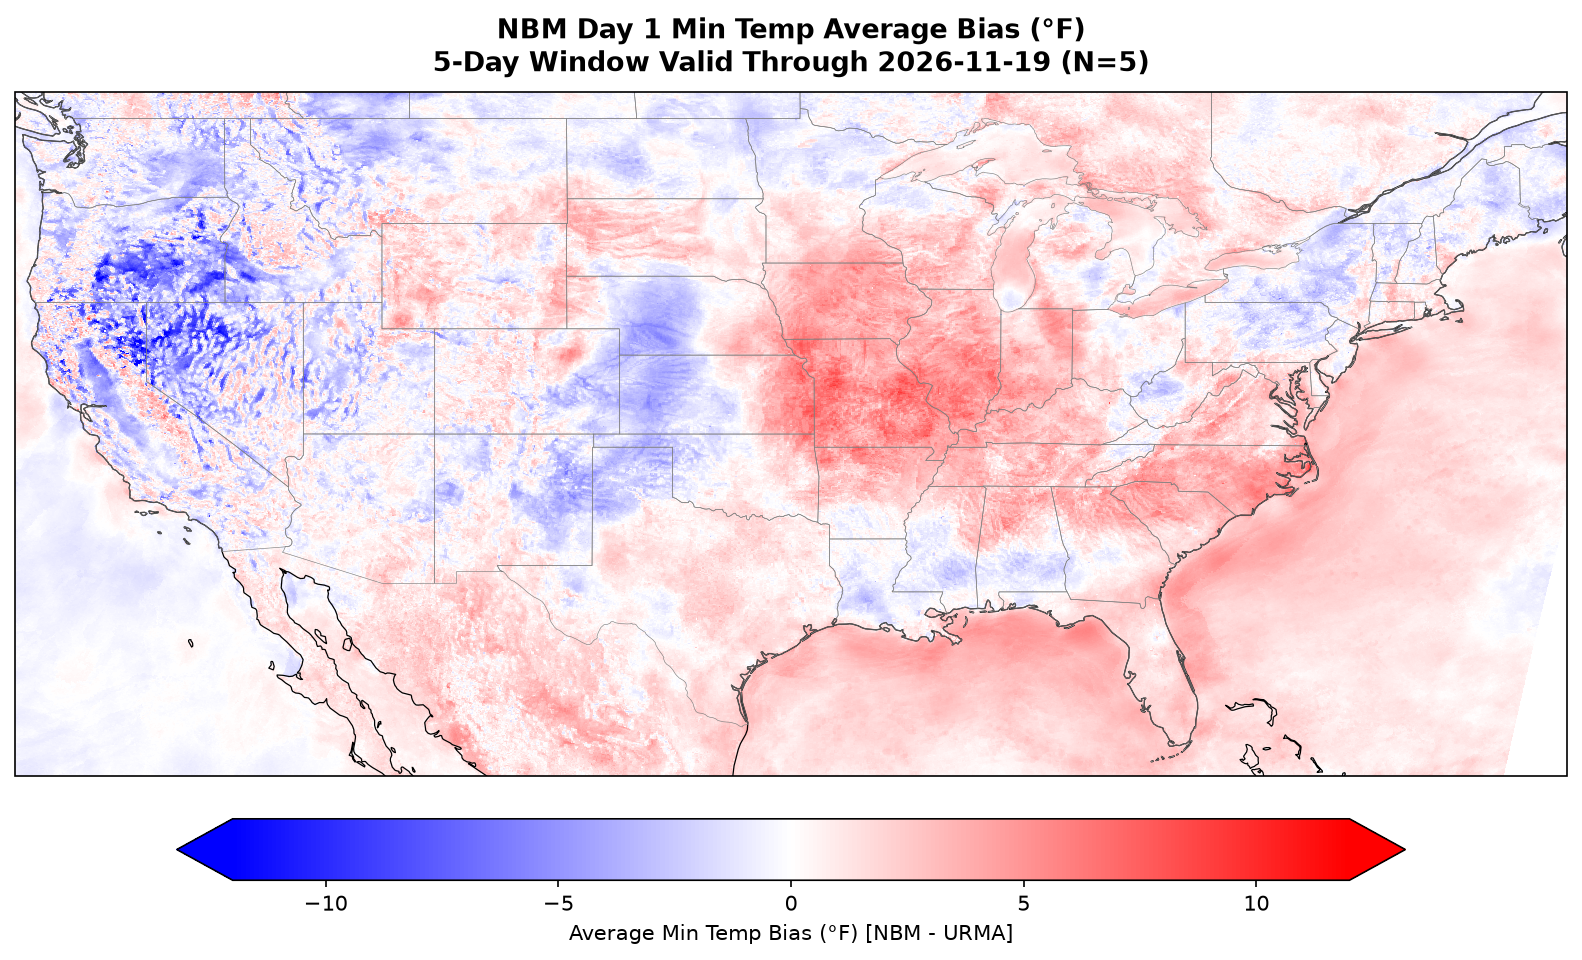 NBM Day 1 Min Temp Average Bias (°F)
5-Day Window Valid Through 2026-11-19 (N=5)
−10 −5 0 5 10
Average Min Temp Bias (°F) [NBM - URMA]